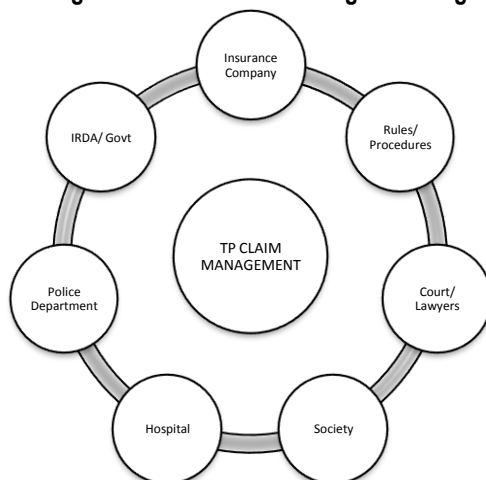 Insurance
Company
Rules/
Procedures
Court/
Lawyers
Society
Hospital
Police
Department
IRDA/ Govt
TP CLAIM
MANAGEMENT